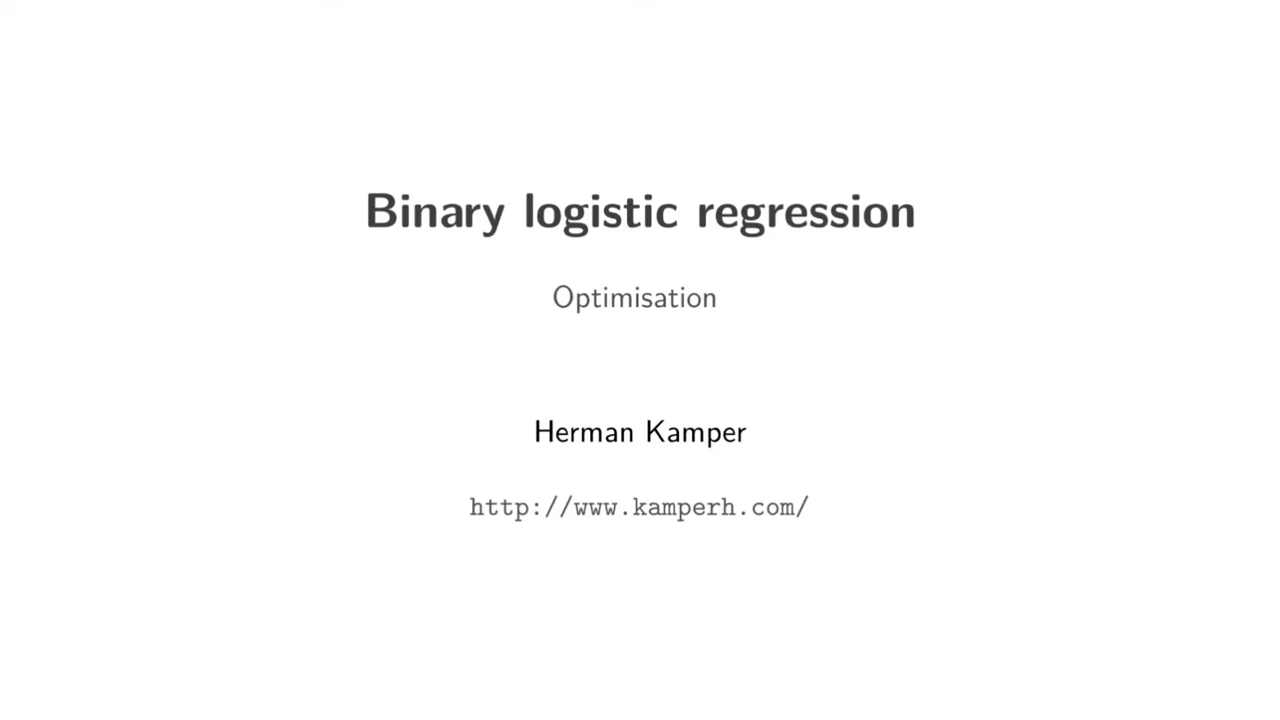 Binary logistic regression
Optimisation
Herman Kamper
http://www.kamperh.com/